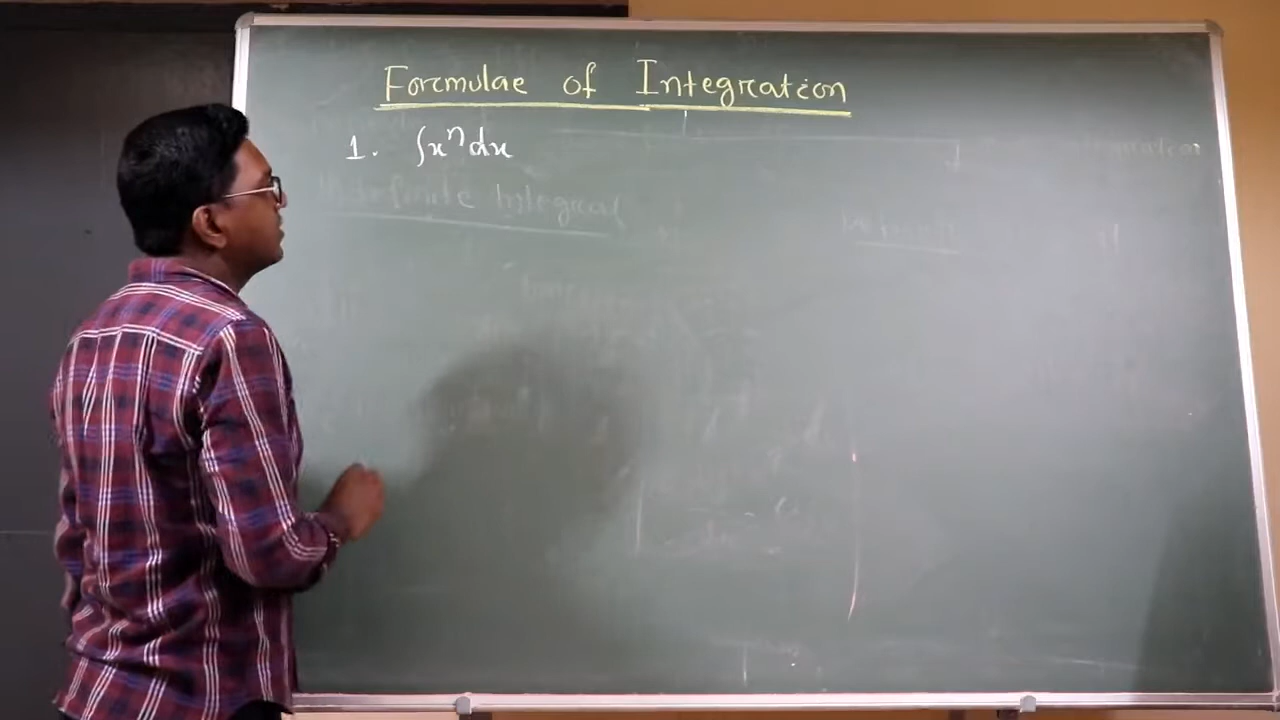 Formulae of Integration
1. ∫xⁿdx